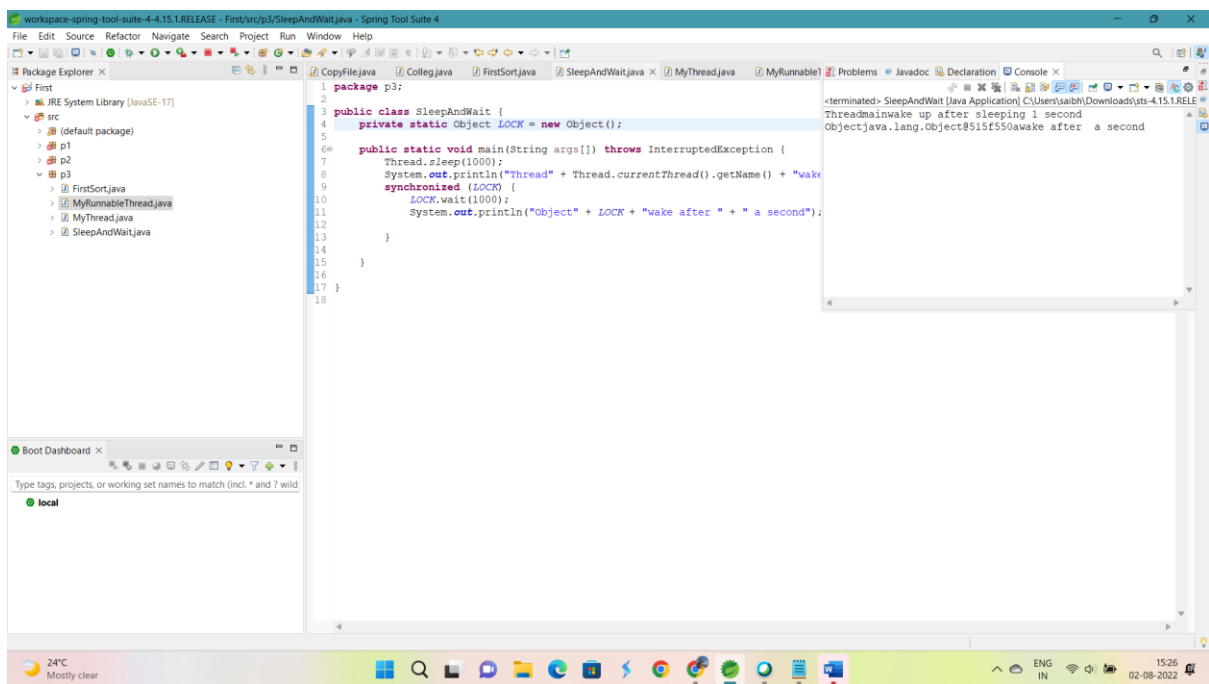 workspace-spring-tool-suite-4-4.15.1.RELEASE - First/src/p3/SleepAndWait.java - Spring Tool Suite 4
File Edit Source Refactor Navigate Search Project Run Window Help
Package Explorer
First
JRE System Library [JavaSE-17]
src
(default package)
p1
p2
p3
FirstSort.java
MyRunnableThread.java
MyThread.java
SleepAndWait.java
CopyFile.java Colleg.java FirstSort.java SleepAndWait.java MyThread.java MyRunnable
1 package p3;
2
3 public class SleepAndWait {
4 private static Object LOCK = new Object();
5
6 public static void main(String args[]) throws InterruptedException {
7 Thread.sleep(1000);
8 System.out.println("Thread" + Thread.currentThread().getName() + "wake
9 synchronized (LOCK) {
10 LOCK.wait(1000);
11 System.out.println("Object" + LOCK + "wake after " + " a second");
12
13 }
14
15 }
16
17 }
18
Problems Javadoc Declaration Console
<terminated> SleepAndWait [Java Application] C:\Users\saibh\Downloads\sts-4.15.1.RELE
Threadmainwake up after sleeping 1 second
Objectjava.lang.Object@515f550awake after  a second
Boot Dashboard
Type tags, projects, or working set names to match (incl. * and ? wild
local
24°C
Mostly clear
ENG
IN
15:26
02-08-2022